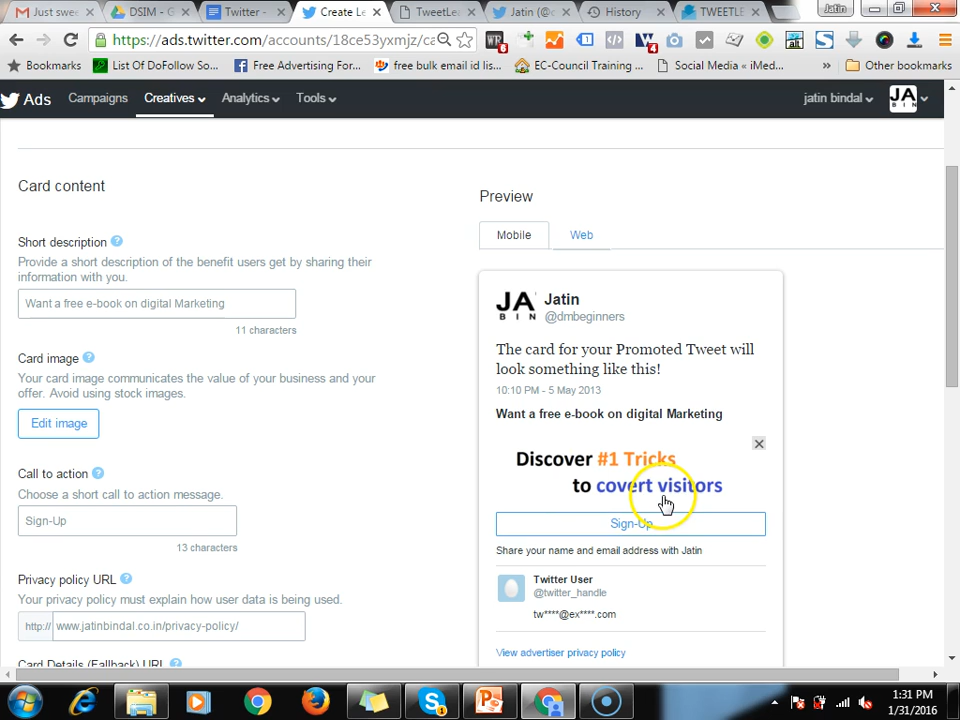 Just swee
DSIM - G
Twitter -
Create Le
TweetLea
Jatin (@c
History
TWEETLE
Jatin
https://ads.twitter.com/accounts/18ce53yxmjz/ca
Bookmarks
List Of DoFollow So...
Free Advertising For...
free bulk email id lis...
EC-Council Training ...
Social Media « iMed...
»
Other bookmarks
Ads
Campaigns
Creatives
Analytics
Tools
jatin bindal
JA
BIN
Card content
Preview
Mobile
Web
Short description
Provide a short description of the benefit users get by sharing their
information with you.
Want a free e-book on digital Marketing
11 characters
Card image
Your card image communicates the value of your business and your
offer. Avoid using stock images.
Edit image
Call to action
Choose a short call to action message.
Sign-Up
13 characters
Privacy policy URL
Your privacy policy must explain how user data is being used.
http://
www.jatinbindal.co.in/privacy-policy/
Card Details (Fallback) URL
JA
BIN
Jatin
@dmbeginners
The card for your Promoted Tweet will
look something like this!
10:10 PM - 5 May 2013
Want a free e-book on digital Marketing
Discover #1 Tricks
to covert visitors
Sign-Up
Share your name and email address with Jatin
Twitter User
@twitter_handle
tw****@ex****.com
View advertiser privacy policy
1:31 PM
1/31/2016